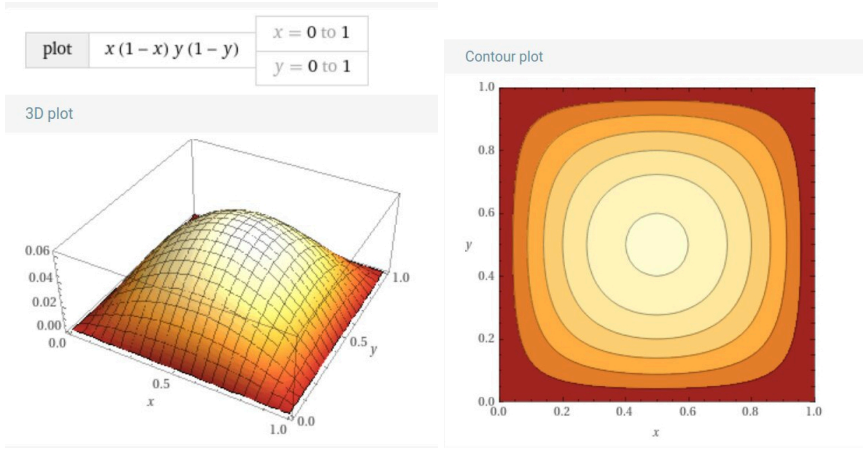 plot x (1 − x) y (1 − y) x = 0 to 1
y = 0 to 1
3D plot
0.06
0.04
0.02
0.00
0.0
0.5
x
1.0
0.0
0.5
y
1.0
Contour plot
1.0
0.8
0.6
y
0.4
0.2
0.0
0.0 0.2 0.4 0.6 0.8 1.0
x